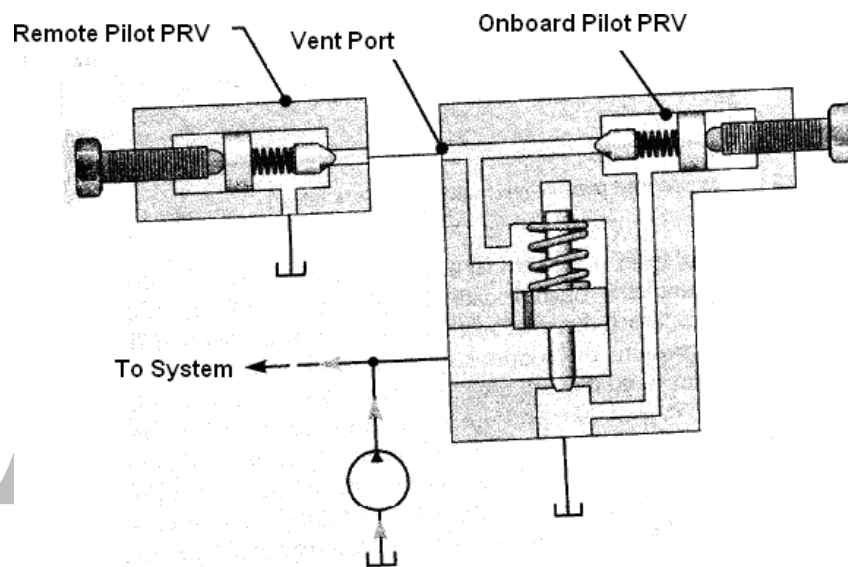 Remote Pilot PRV
Vent Port
Onboard Pilot PRV
To System